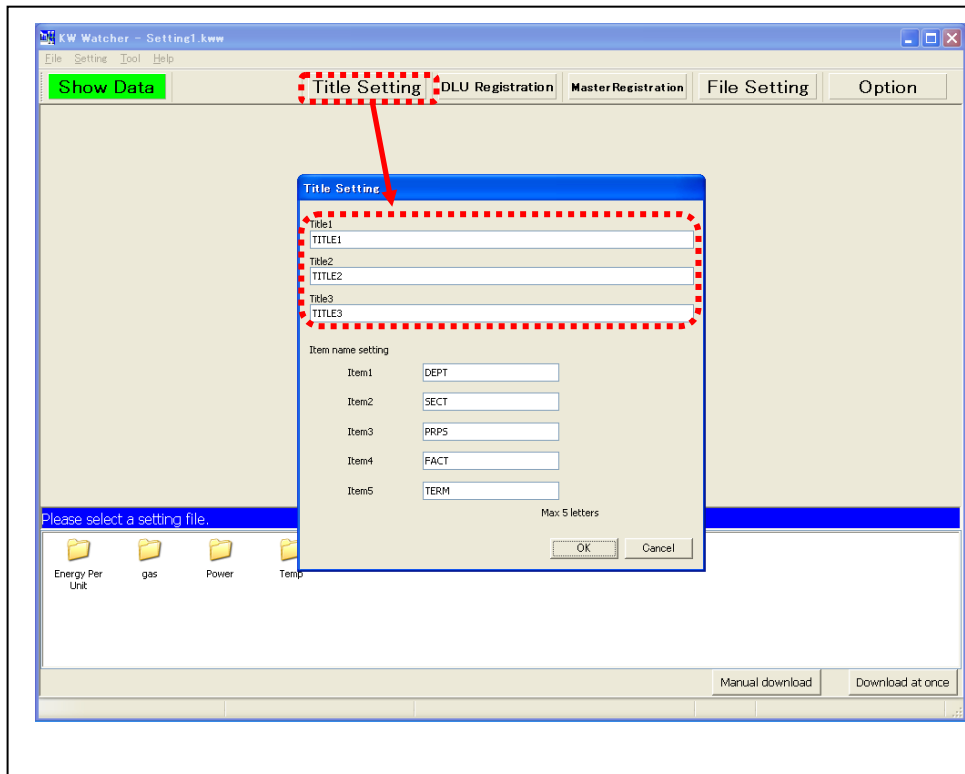 KW Watcher - Setting1.kww
File Setting Tool Help
Show Data Title Setting DLU Registration Master Registration File Setting Option
Title Setting
Title1
TITLE1
Title2
TITLE2
Title3
TITLE3
Item name setting
Item1 DEPT
Item2 SECT
Item3 PRPS
Item4 FACT
Item5 TERM
Max 5 letters
OK Cancel
Please select a setting file.
Energy Per Unit
gas
Power
Temp
Manual download Download at once